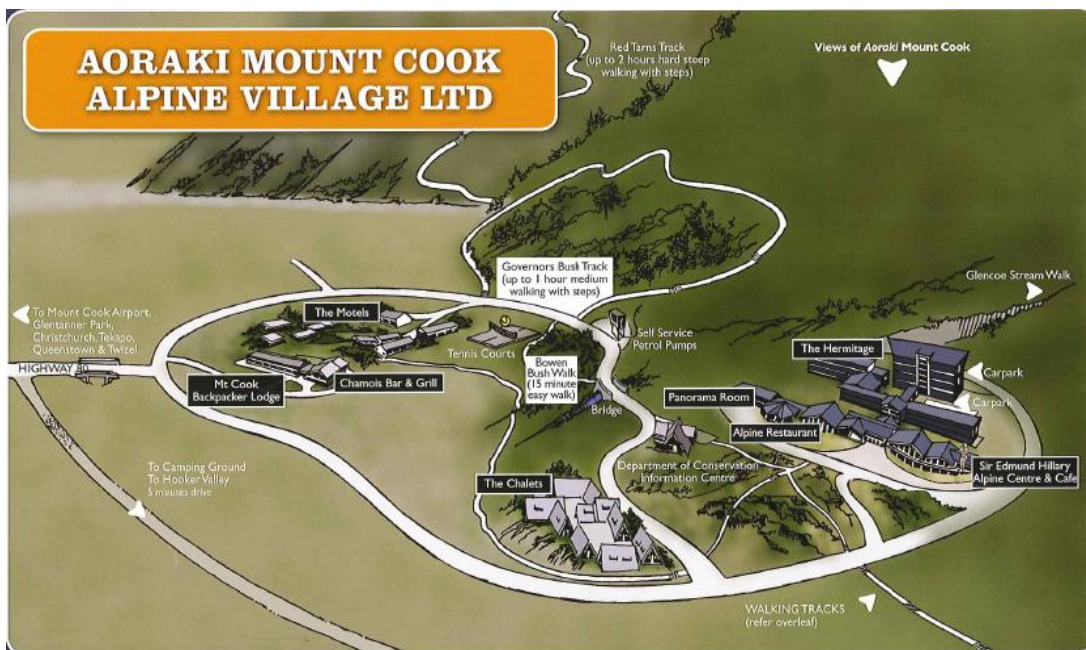 AORAKI MOUNT COOK
ALPINE VILLAGE LTD
Red Tarns Track
(up to 2 hours hard steep
walking with steps)
Views of Aoraki Mount Cook
Governors Bush Track
(up to 1 hour medium
walking with steps)
Glencoe Stream Walk
To Mount Cook Airport,
Glentanner Park,
Christchurch, Tekapo,
Queenstown & Twizel.
HIGHWAY 80
The Motels
Tennis Courts
Self Service
Petrol Pumps
The Hermitage
Mt Cook
Backpacker Lodge
Chamois Bar & Grill
Bowen
Bush Walk
(15 minute
easy walk)
Bridge
Panorama Room
Carpark
Carpark
Alpine Restaurant
Department of Conservation
Information Centre
Sir Edmund Hillary
Alpine Centre & Cafe
To Camping Ground
To Hooker Valley
5 minutes drive
The Chalets
WALKING TRACKS
(refer overleaf)